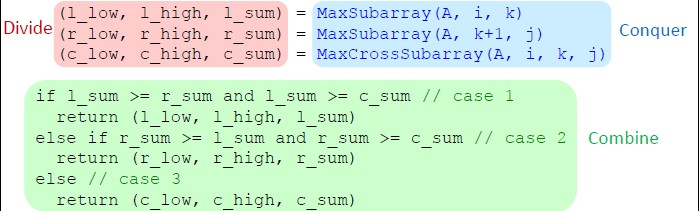 (l_low, l_high, l_sum) = MaxSubarray(A, i, k)
Divide (r_low, r_high, r_sum) = MaxSubarray(A, k+1, j) Conquer
(c_low, c_high, c_sum) = MaxCrossSubarray(A, i, k, j)
if l_sum >= r_sum and l_sum >= c_sum // case 1
return (l_low, l_high, l_sum)
else if r_sum >= l_sum and r_sum >= c_sum // case 2 Combine
return (r_low, r_high, r_sum)
else // case 3
return (c_low, c_high, c_sum)